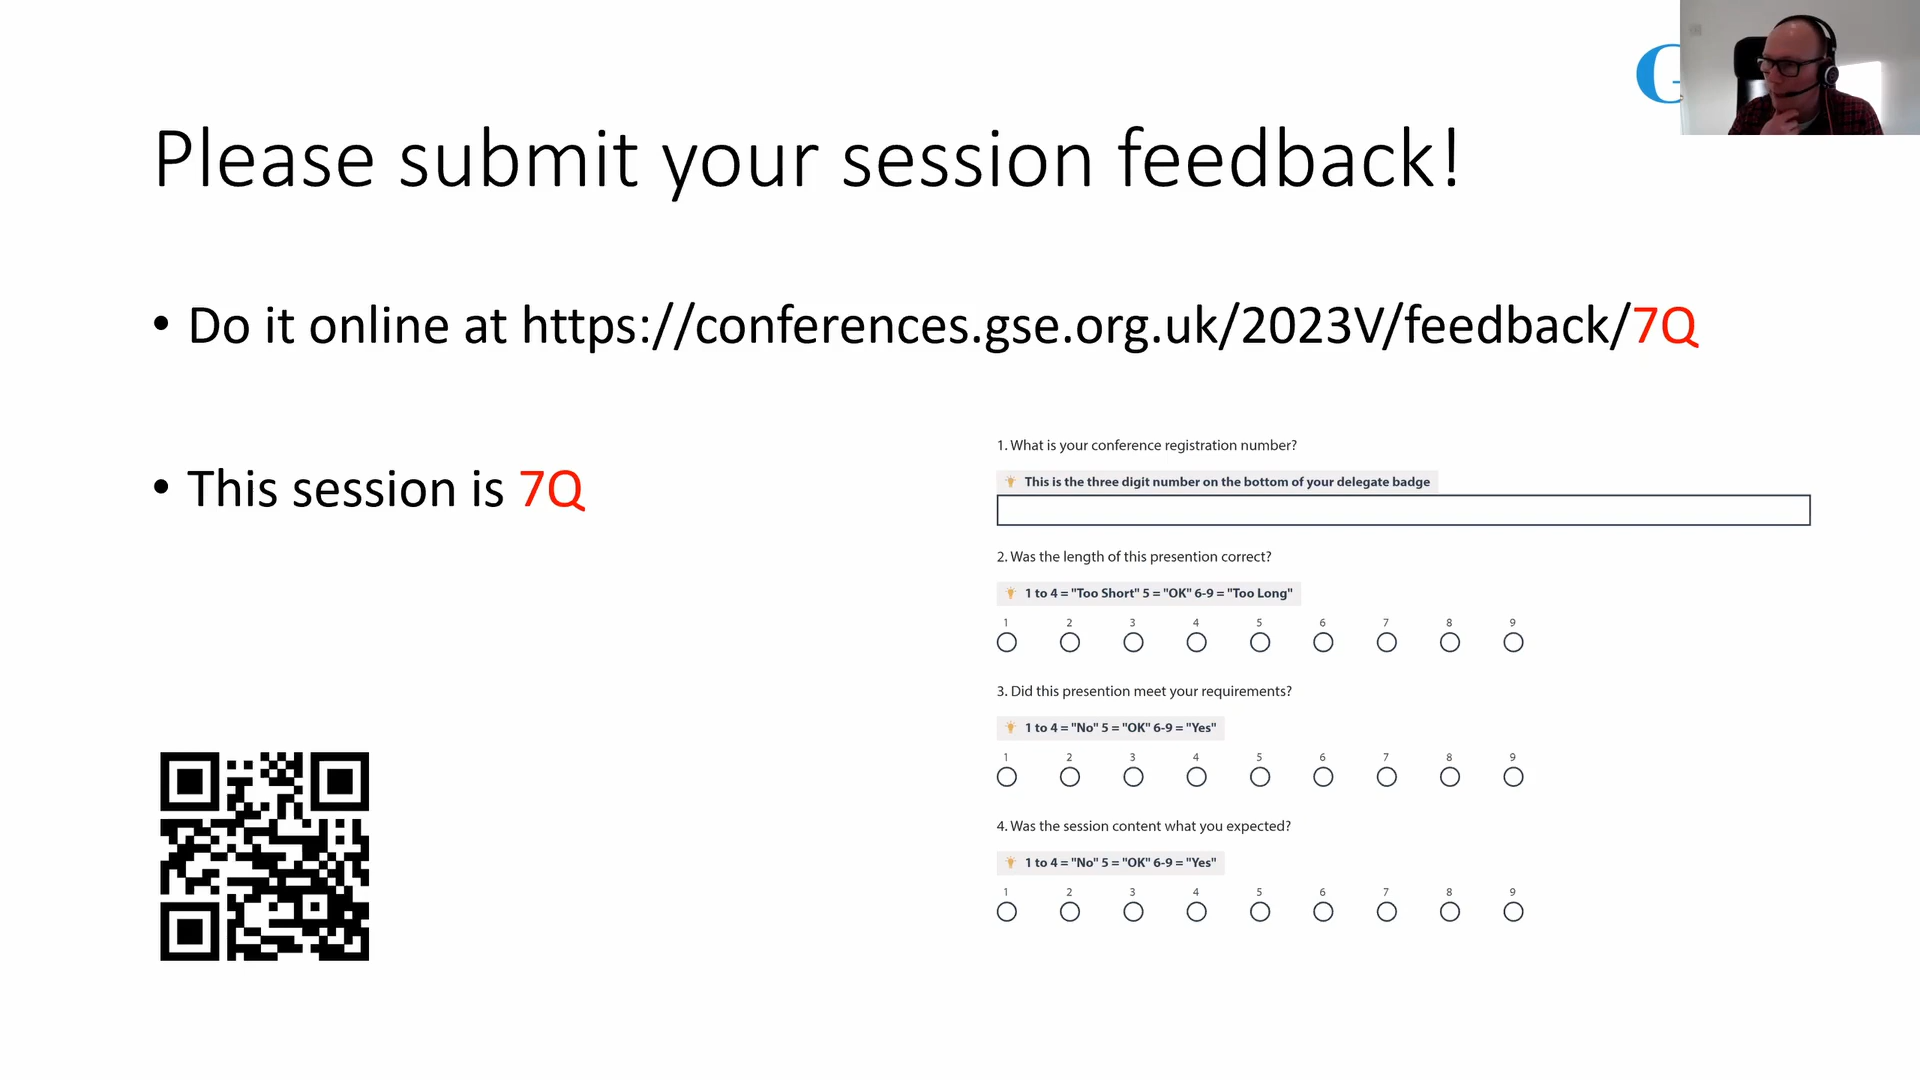 G
Please submit your session feedback!
• Do it online at https://conferences.gse.org.uk/2023V/feedback/7Q
• This session is 7Q
1. What is your conference registration number?
This is the three digit number on the bottom of your delegate badge
2. Was the length of this presention correct?
1 to 4 = "Too Short" 5 = "OK" 6-9 = "Too Long"
1 2 3 4 5 6 7 8 9
3. Did this presention meet your requirements?
1 to 4 = "No" 5 = "OK" 6-9 = "Yes"
1 2 3 4 5 6 7 8 9
4. Was the session content what you expected?
1 to 4 = "No" 5 = "OK" 6-9 = "Yes"
1 2 3 4 5 6 7 8 9